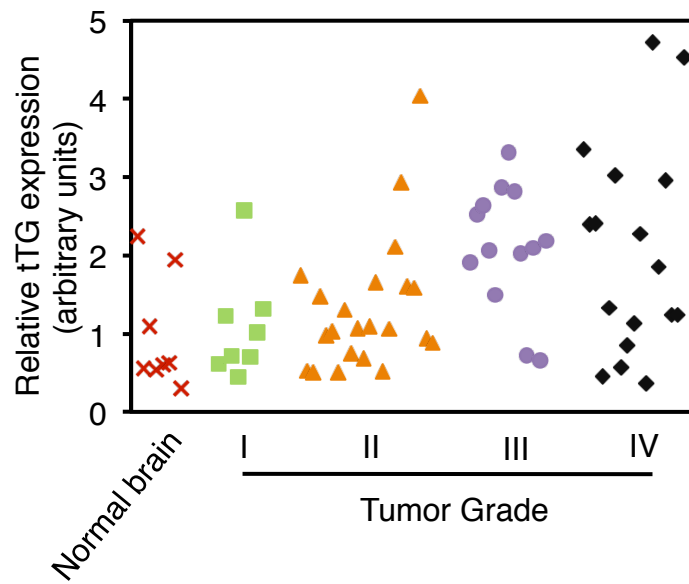 Relative tTG expression
(arbitrary units)
5
4
3
2
1
0
Normal brain
I
II
III
IV
Tumor Grade